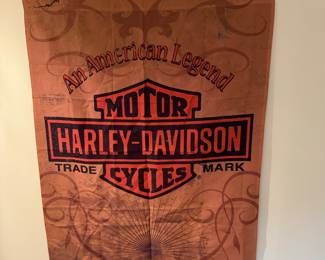 An American Legend
MOTOR
HARLEY-DAVIDSON
TRADE MARK
CYCLES